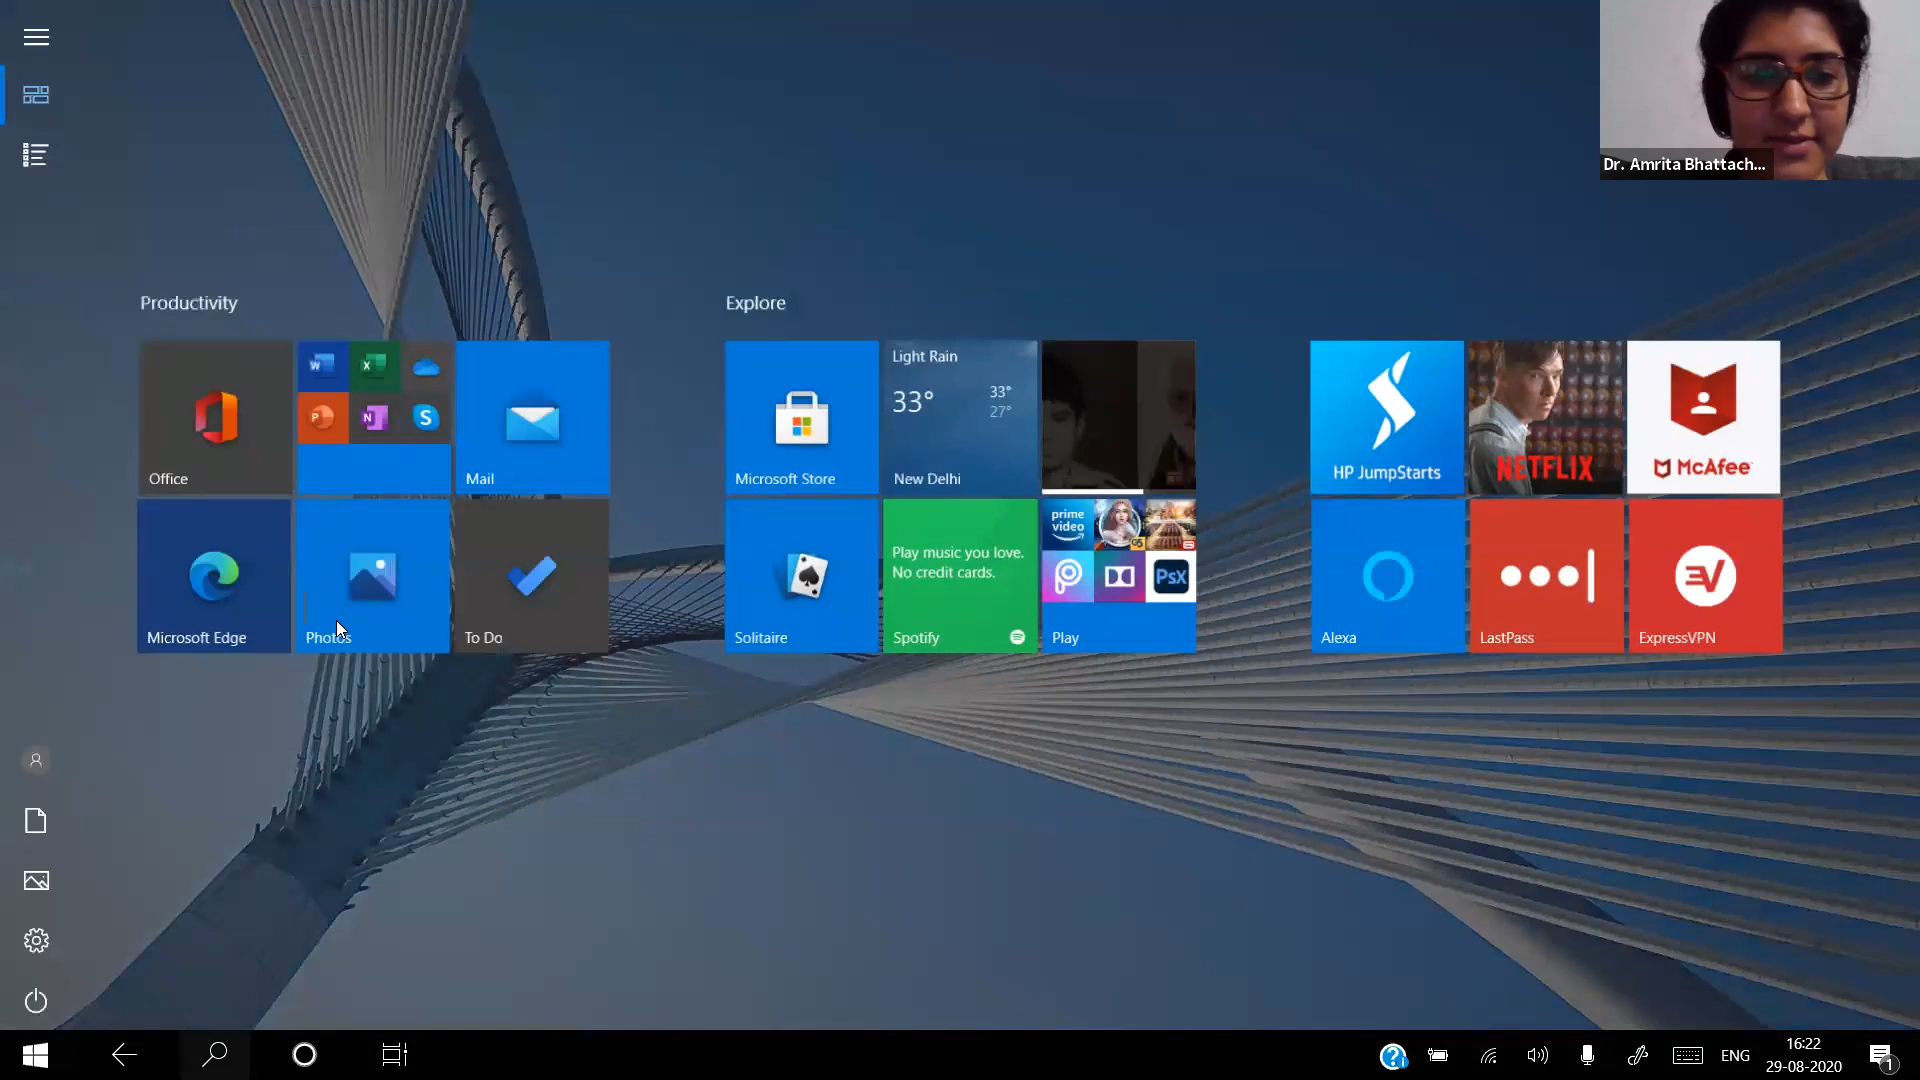 Dr. Amrita Bhattach...
Productivity
Explore
Office
Mail
Microsoft Store
Light Rain
33°
33°
27°
New Delhi
HP JumpStarts
NETFLIX
McAfee
Microsoft Edge
Photos
To Do
Solitaire
Play music you love.
No credit cards.
Spotify
prime
video
PsX
Play
Alexa
LastPass
EV
ExpressVPN
W
X
P
N
S
ENG
16:22
29-08-2020
1